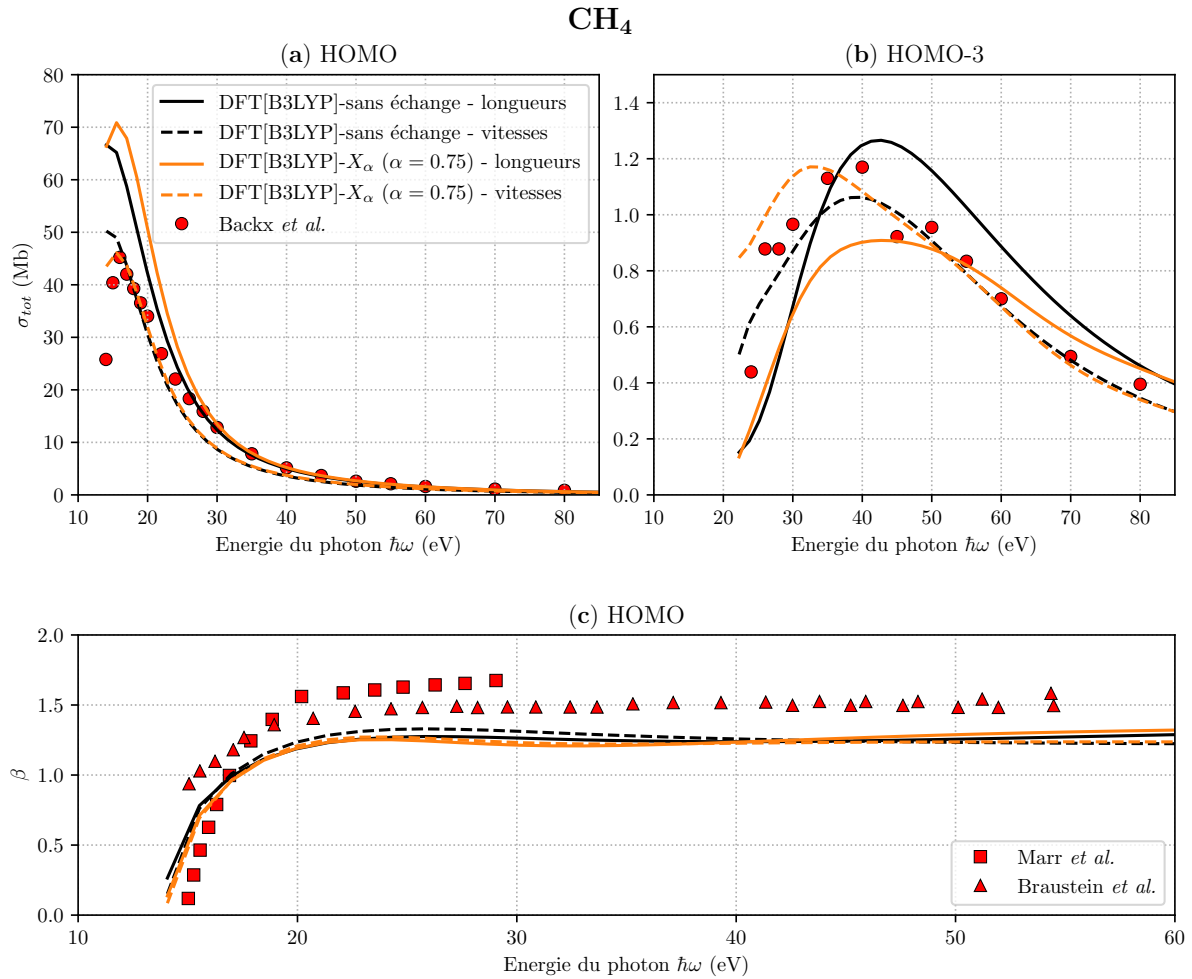 CH₄
(a) HOMO
σ_tot (Mb)
80
70
60
50
40
30
20
10
0
DFT[B3LYP]-sans échange - longueurs
DFT[B3LYP]-sans échange - vitesses
DFT[B3LYP]-Xα (α = 0.75) - longueurs
DFT[B3LYP]-Xα (α = 0.75) - vitesses
Backx et al.
10 20 30 40 50 60 70 80
Energie du photon ℏω (eV)
(b) HOMO-3
1.4
1.2
1.0
0.8
0.6
0.4
0.2
0.0
10 20 30 40 50 60 70 80
Energie du photon ℏω (eV)
(c) HOMO
β
2.0
1.5
1.0
0.5
0.0
Marr et al.
Braustein et al.
10 20 30 40 50 60
Energie du photon ℏω (eV)